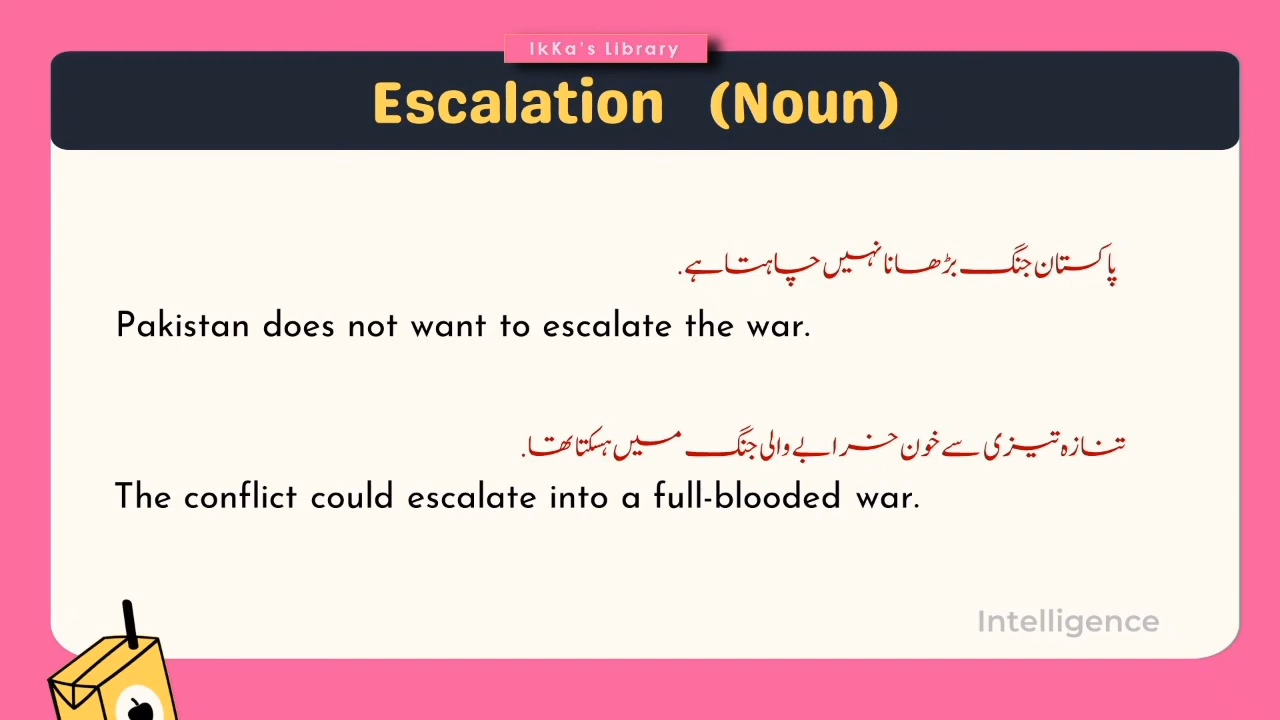 IkKa's Library
Escalation (Noun)
پاکستان جنگ بڑھانا نہیں چاہتا ہے.
Pakistan does not want to escalate the war.
تنازہ تیزی سے خون خرابے والی جنگ میں ہسکتا تھا.
The conflict could escalate into a full-blooded war.
Intelligence